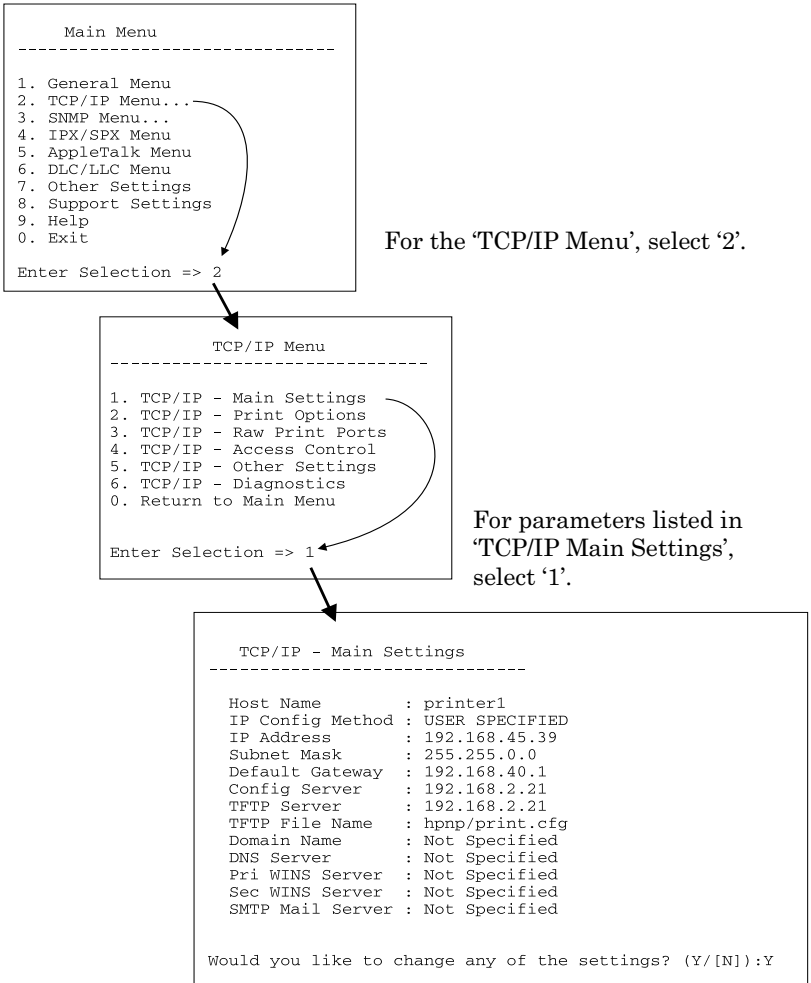 Main Menu
--------------------------------
1. General Menu
2. TCP/IP Menu...
3. SNMP Menu...
4. IPX/SPX Menu
5. AppleTalk Menu
6. DLC/LLC Menu
7. Other Settings
8. Support Settings
9. Help
0. Exit
Enter Selection => 2
For the ‘TCP/IP Menu’, select ‘2’.
TCP/IP Menu
--------------------------------
1. TCP/IP - Main Settings
2. TCP/IP - Print Options
3. TCP/IP - Raw Print Ports
4. TCP/IP - Access Control
5. TCP/IP - Other Settings
6. TCP/IP - Diagnostics
0. Return to Main Menu
Enter Selection => 1
For parameters listed in
‘TCP/IP Main Settings’,
select ‘1’.
TCP/IP - Main Settings
--------------------------------
Host Name : printer1
IP Config Method : USER SPECIFIED
IP Address : 192.168.45.39
Subnet Mask : 255.255.0.0
Default Gateway : 192.168.40.1
Config Server : 192.168.2.21
TFTP Server : 192.168.2.21
TFTP File Name : hpnp/print.cfg
Domain Name : Not Specified
DNS Server : Not Specified
Pri WINS Server : Not Specified
Sec WINS Server : Not Specified
SMTP Mail Server : Not Specified
Would you like to change any of the settings? (Y/[N]):Y